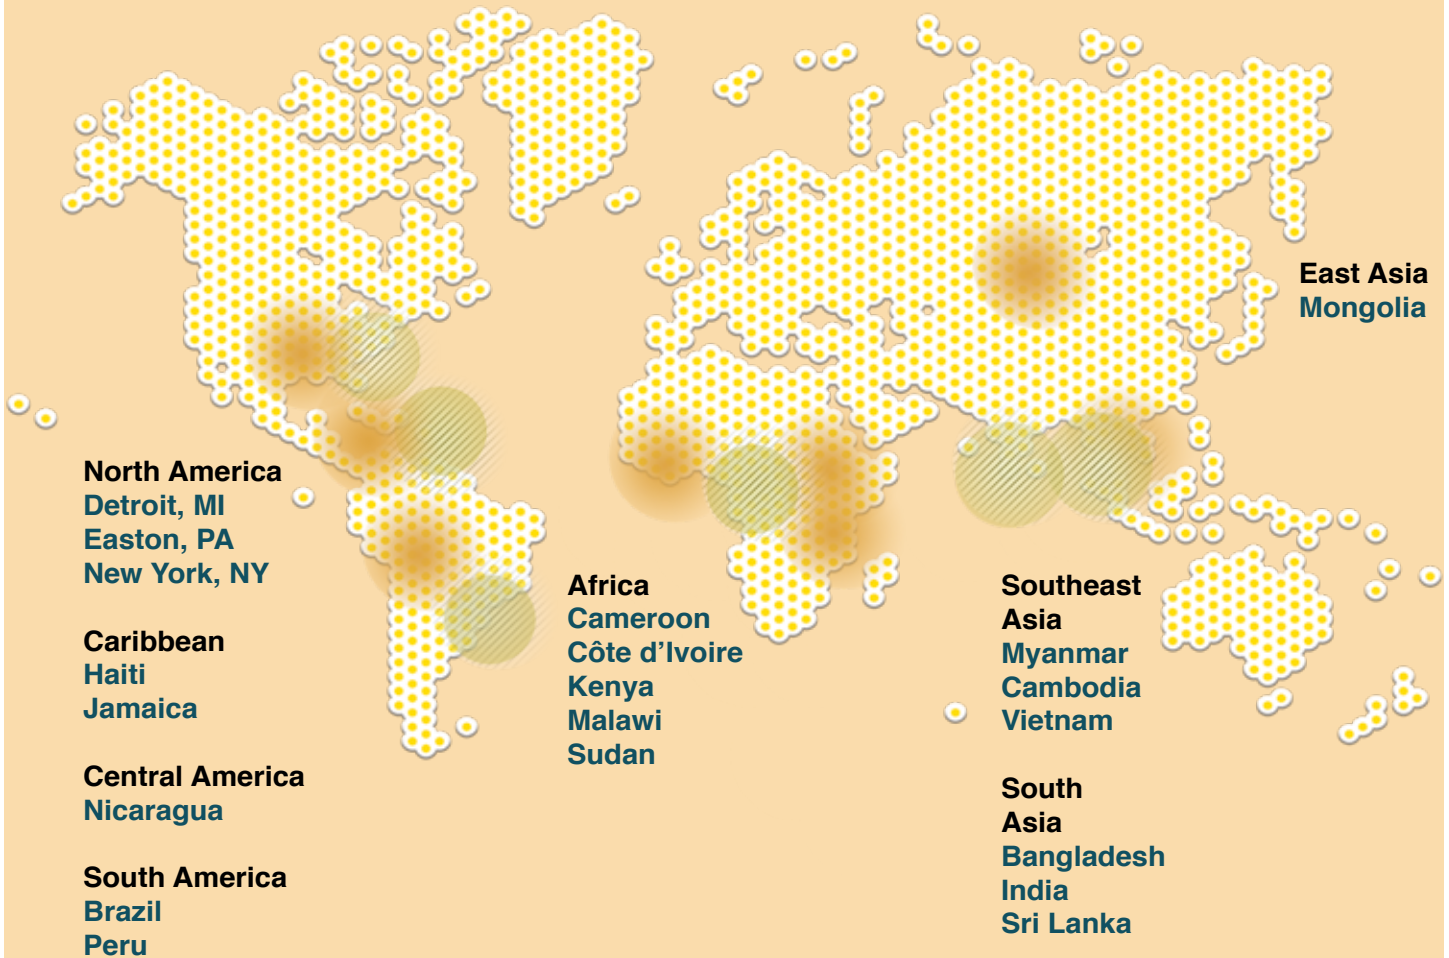 North America
Detroit, MI
Easton, PA
New York, NY
Caribbean
Haiti
Jamaica
Central America
Nicaragua
South America
Brazil
Peru
Africa
Cameroon
Côte d’Ivoire
Kenya
Malawi
Sudan
Southeast
Asia
Myanmar
Cambodia
Vietnam
South
Asia
Bangladesh
India
Sri Lanka
East Asia
Mongolia